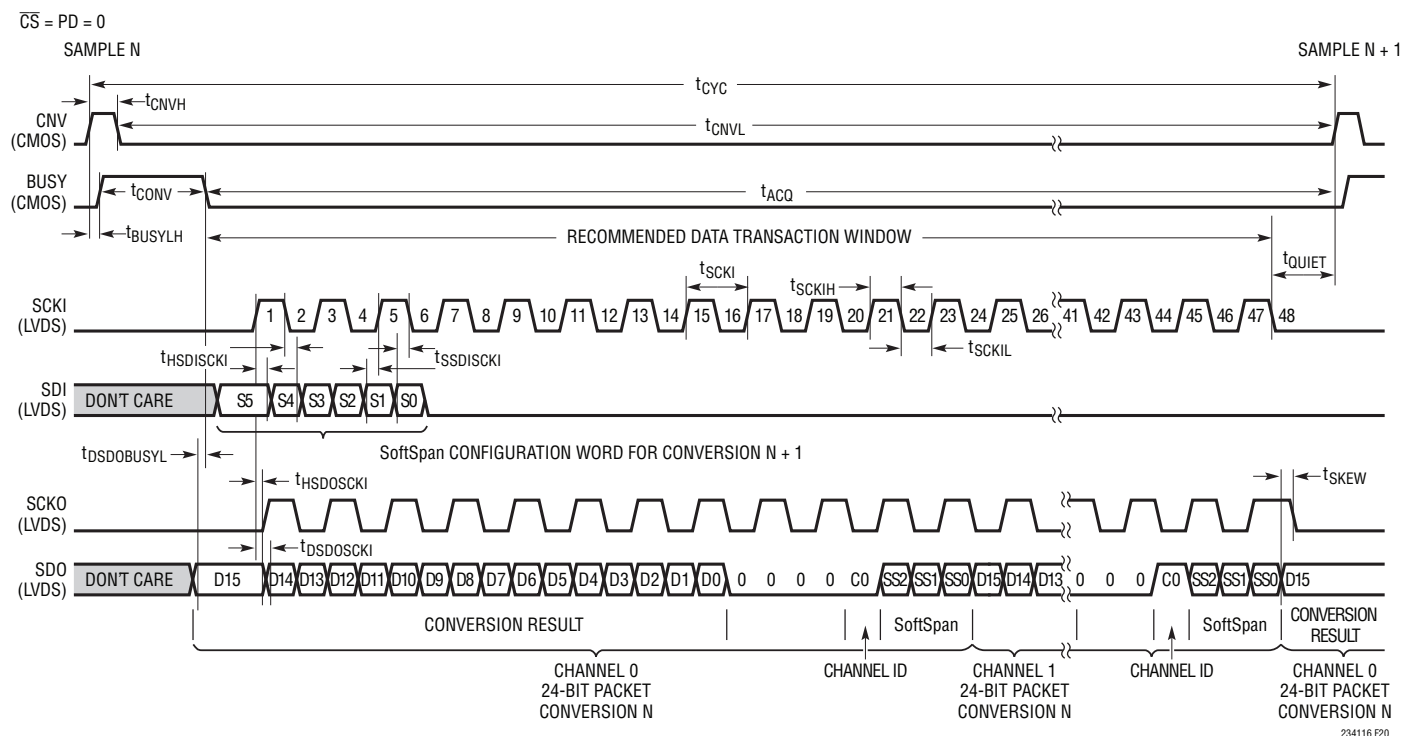 CS = PD = 0
SAMPLE N
SAMPLE N + 1
tCYC
tCNVH
CNV
(CMOS)
tCNVL
BUSY
(CMOS)
tCONV
tACQ
tBUSYLH
RECOMMENDED DATA TRANSACTION WINDOW
tQUIET
tSCKI
tSCKIH
SCKI
(LVDS)
1 2 3 4 5 6 7 8 9 10 11 12 13 14 15 16 17 18 19 20 21 22 23 24 25 26 41 42 43 44 45 46 47 48
tHSDISCKI
tSSDISCKI
tSCKIL
SDI
(LVDS)
DON'T CARE S5 S4 S3 S2 S1 S0
tDSDOBUSYL
SoftSpan CONFIGURATION WORD FOR CONVERSION N + 1
tHSDOSCKI
tSKEW
SCKO
(LVDS)
tDSDOSCKI
SDO
(LVDS)
DON'T CARE D15 D14 D13 D12 D11 D10 D9 D8 D7 D6 D5 D4 D3 D2 D1 D0 0 0 0 0 C0 SS2 SS1 SS0 D15 D14 D13 0 0 0 C0 SS2 SS1 SS0 D15
CONVERSION RESULT
SoftSpan
SoftSpan
CONVERSION
RESULT
CHANNEL 0
24-BIT PACKET
CONVERSION N
CHANNEL ID
CHANNEL 1
24-BIT PACKET
CONVERSION N
CHANNEL ID
CHANNEL 0
24-BIT PACKET
CONVERSION N
234116 F20